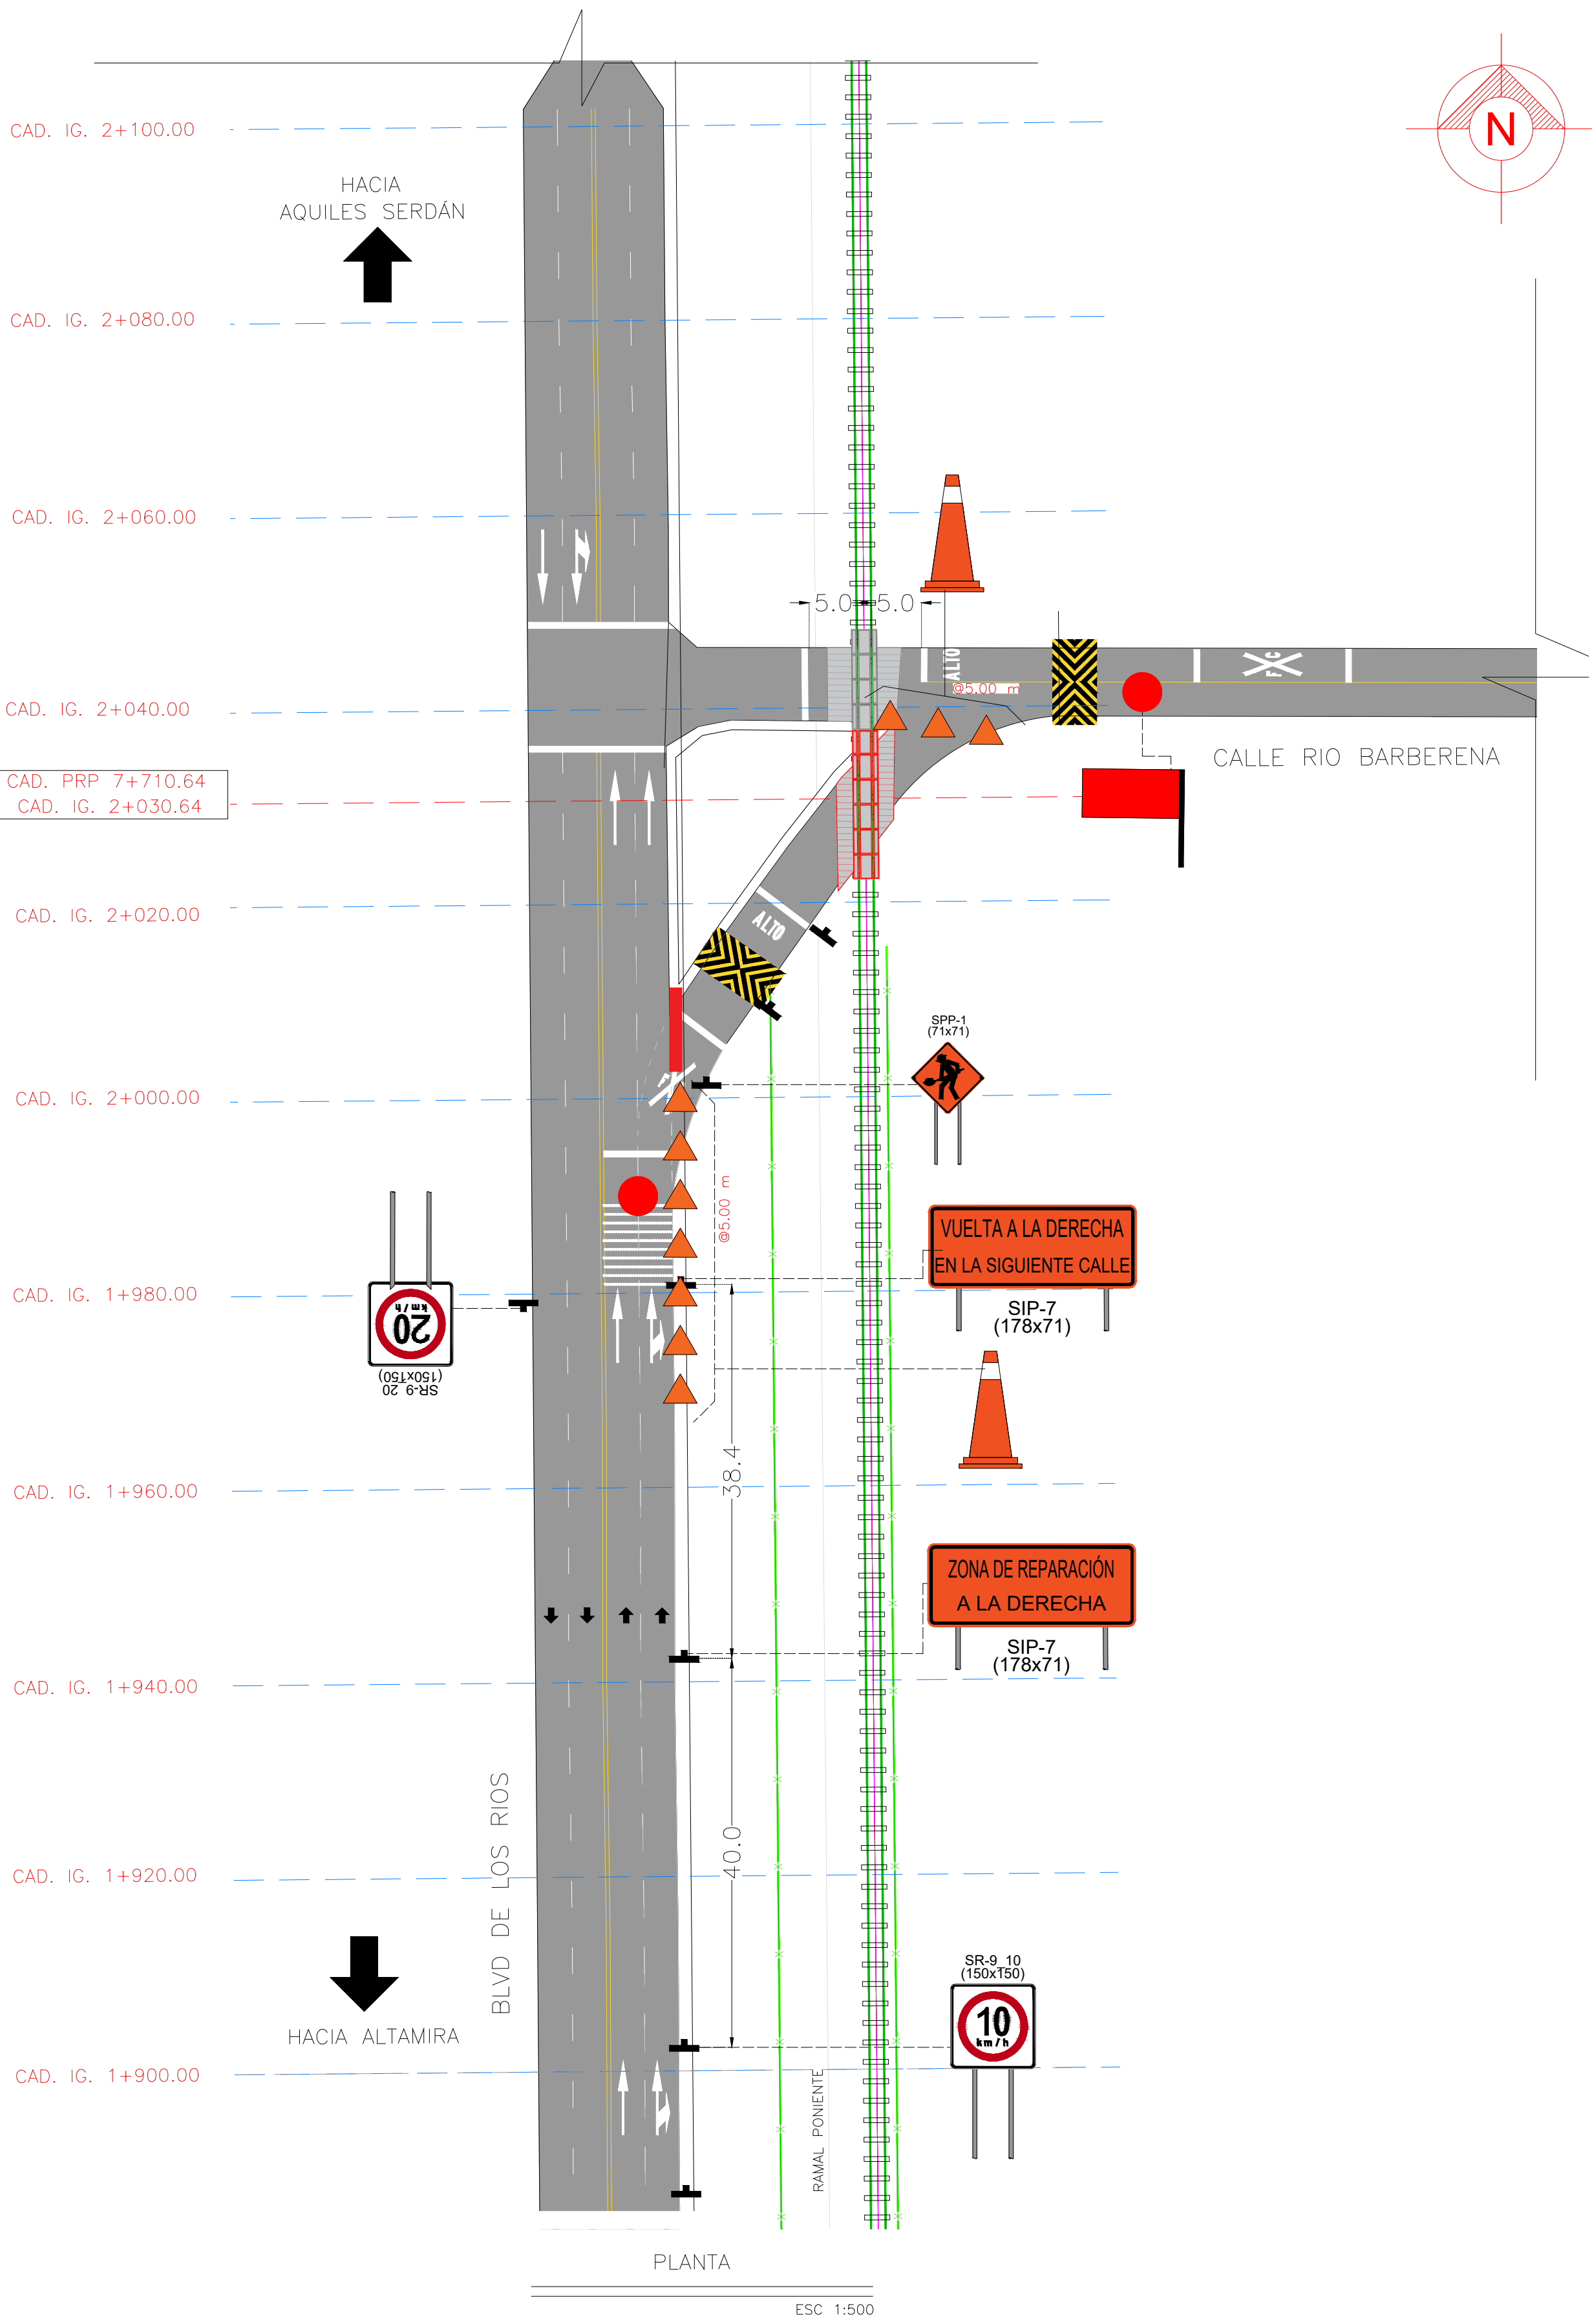 CAD. IG. 2+100.00
N
HACIA
AQUILES SERDÁN
CAD. IG. 2+080.00
CAD. IG. 2+060.00
5.0
5.0
ALTO
F C
@5.00 m
CAD. IG. 2+040.00
CALLE RIO BARBERENA
CAD. PRP 7+710.64
CAD. IG. 2+030.64
CAD. IG. 2+020.00
ALTO
SPP-1
(71x71)
F
CAD. IG. 2+000.00
@5.00 m
VUELTA A LA DERECHA
EN LA SIGUIENTE CALLE
SIP-7
(178x71)
CAD. IG. 1+980.00
20
km/h
SR-9_20
(150x150)
38.4
CAD. IG. 1+960.00
ZONA DE REPARACIÓN
A LA DERECHA
SIP-7
(178x71)
CAD. IG. 1+940.00
BLVD DE LOS RIOS
40.0
CAD. IG. 1+920.00
SR-9_10
(150x150)
10
km/h
HACIA ALTAMIRA
CAD. IG. 1+900.00
RAMAL PONIENTE
PLANTA
ESC 1:500